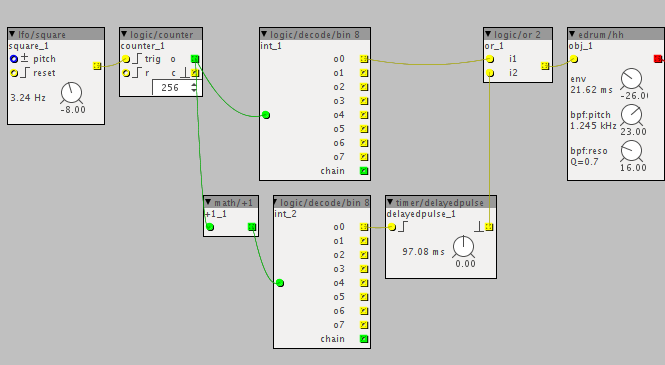 lfo/square
square_1
± pitch
reset
3.24 Hz
-8.00
logic/counter
counter_1
trig o
r c
256
logic/decode/bin 8
int_1
o0
o1
o2
o3
o4
o5
o6
o7
chain
logic/or 2
or_1
i1
i2
edrum/hh
obj_1
env
21.62 ms
-26.0
bpf:pitch
1.245 kHz
23.00
bpf:reso
Q=0.7
16.00
math/+1
+1_1
logic/decode/bin 8
int_2
o0
o1
o2
o3
o4
o5
o6
o7
chain
timer/delayedpulse
delayedpulse_1
97.08 ms
0.00